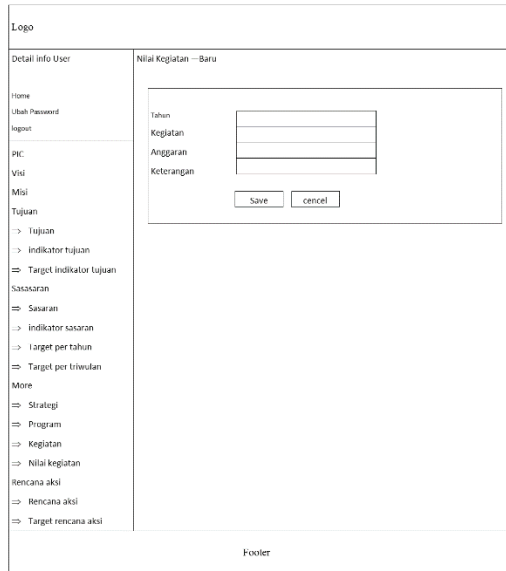 Logo
Detail info User
Nilai Kegiatan —Baru
Home
Ubah Password
logout
PIC
Visi
Misi
Tujuan
⇒ Tujuan
⇒ indikator tujuan
⇒ Target indikator tujuan
Sasasaran
⇒ Sasaran
⇒ indikator sasaran
⇒ Target per tahun
⇒ Target per triwulan
More
⇒ Strategi
⇒ Program
⇒ Kegiatan
⇒ Nilai kegiatan
Rencana aksi
⇒ Rencana aksi
⇒ Target rencana aksi
Tahun
Kegiatan
Anggaran
Keterangan
Save cencel
Footer